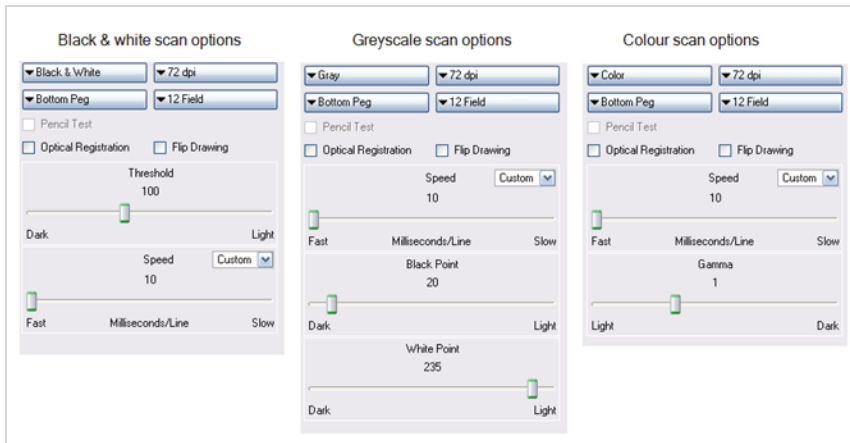 Black & white scan options
Black & White
72 dpi
Bottom Peg
12 Field
Pencil Test
Optical Registration
Flip Drawing
Threshold
100
Dark
Light
Speed
Custom
10
Fast
Milliseconds/Line
Slow
Greyscale scan options
Gray
72 dpi
Bottom Peg
12 Field
Pencil Test
Optical Registration
Flip Drawing
Speed
Custom
10
Fast
Milliseconds/Line
Slow
Black Point
20
Dark
Light
White Point
235
Dark
Light
Colour scan options
Color
72 dpi
Bottom Peg
12 Field
Pencil Test
Optical Registration
Flip Drawing
Speed
Custom
10
Fast
Milliseconds/Line
Slow
Gamma
1
Light
Dark